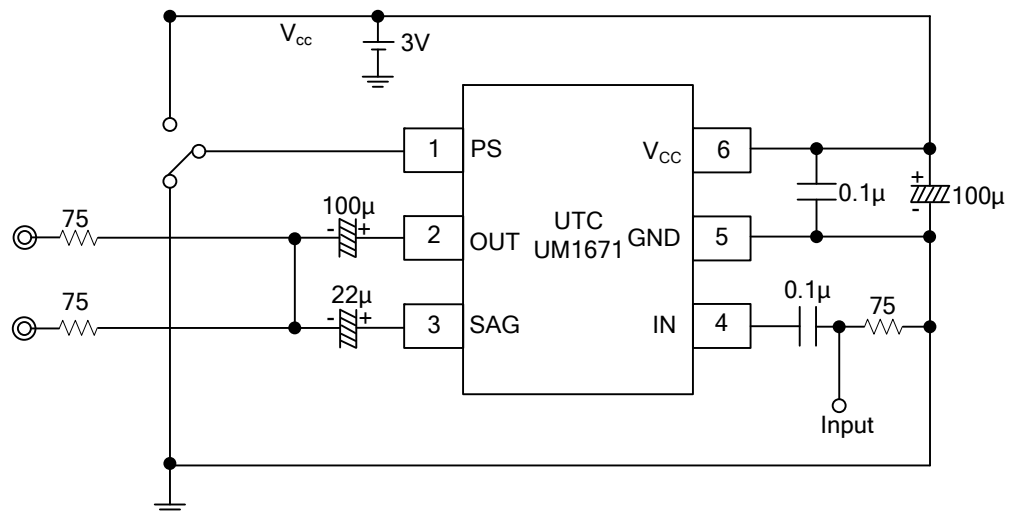 Vcc
3V
1
PS
VCC
6
0.1μ
+
-
100μ
75
100μ
-
+
2
OUT
UTC
UM1671
GND
5
75
22μ
-
+
3
SAG
IN
4
0.1μ
75
Input